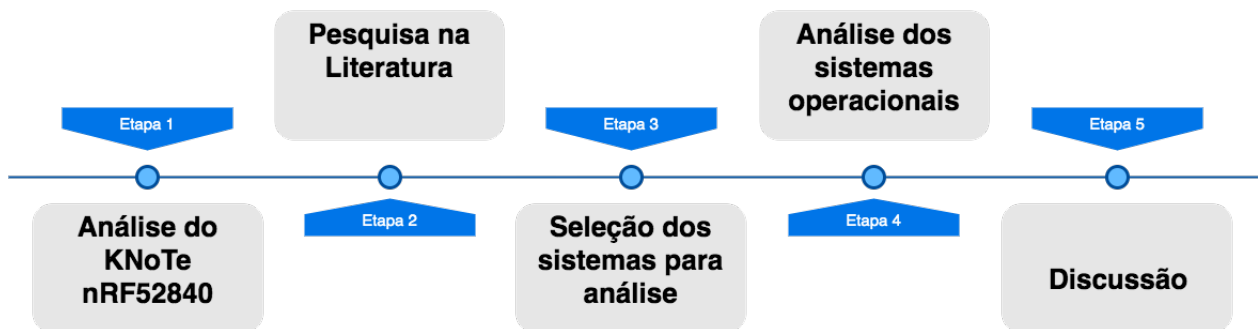 Etapa 1
Análise do
KNoTe
nRF52840
Pesquisa na
Literatura
Etapa 2
Etapa 3
Seleção dos
sistemas para
análise
Análise dos
sistemas
operacionais
Etapa 4
Etapa 5
Discussão